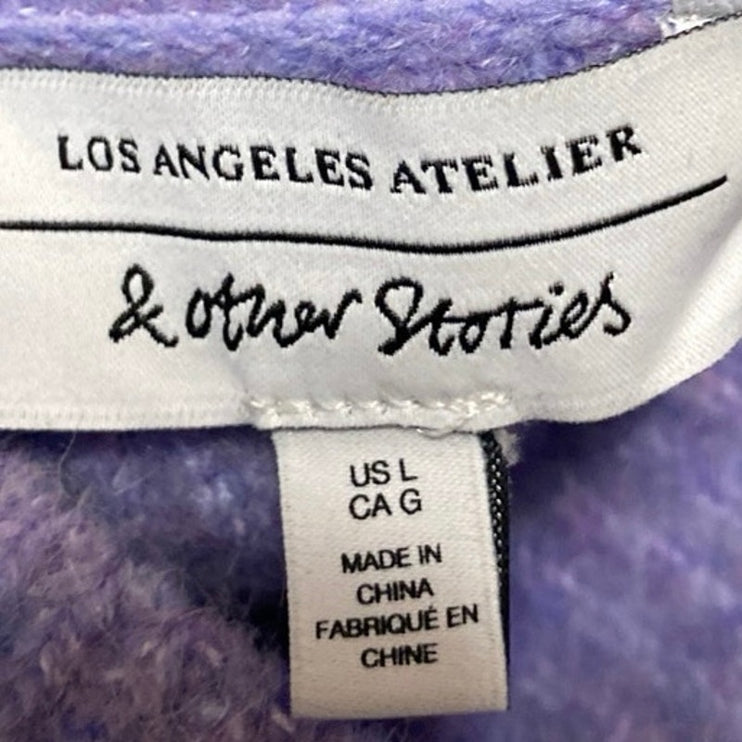 LOS ANGELES ATELIER
& other Stories
US L
CA G
MADE IN
CHINA
FABRIQUÉ EN
CHINE